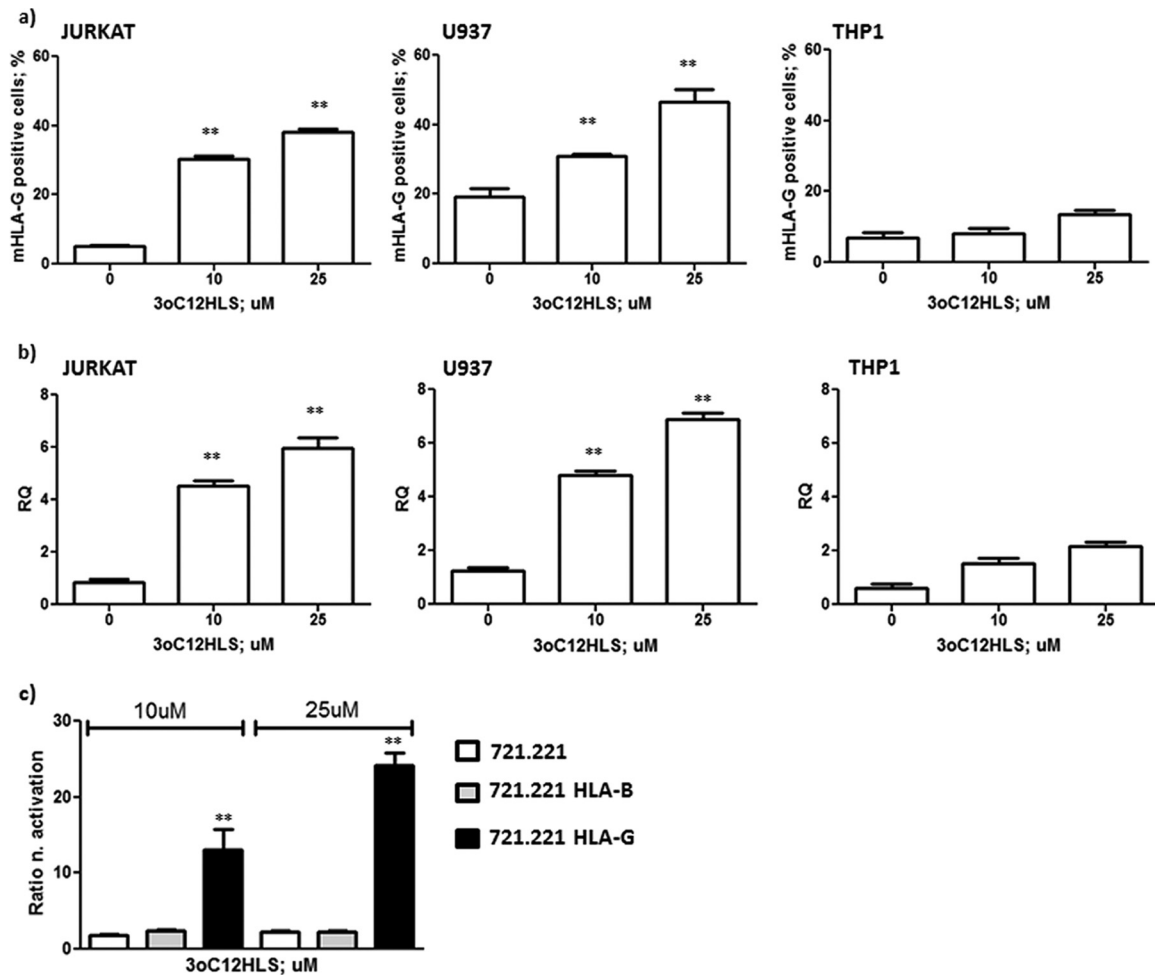 a)
JURKAT
mHLA-G positive cells; %
60
40
20
0
**
**
0 10 25
3oC12HLS; uM
U937
mHLA-G positive cells; %
60
40
20
0
**
**
0 10 25
3oC12HLS; uM
THP1
mHLA-G positive cells; %
60
40
20
0
0 10 25
3oC12HLS; uM
b)
JURKAT
RQ
8
6
4
2
0
**
**
0 10 25
3oC12HLS; uM
U937
RQ
8
6
4
2
0
**
**
0 10 25
3oC12HLS; uM
THP1
RQ
8
6
4
2
0
0 10 25
3oC12HLS; uM
c)
Ratio n. activation
30
20
10
0
10uM 25uM
**
**
3oC12HLS; uM
721.221
721.221 HLA-B
721.221 HLA-G